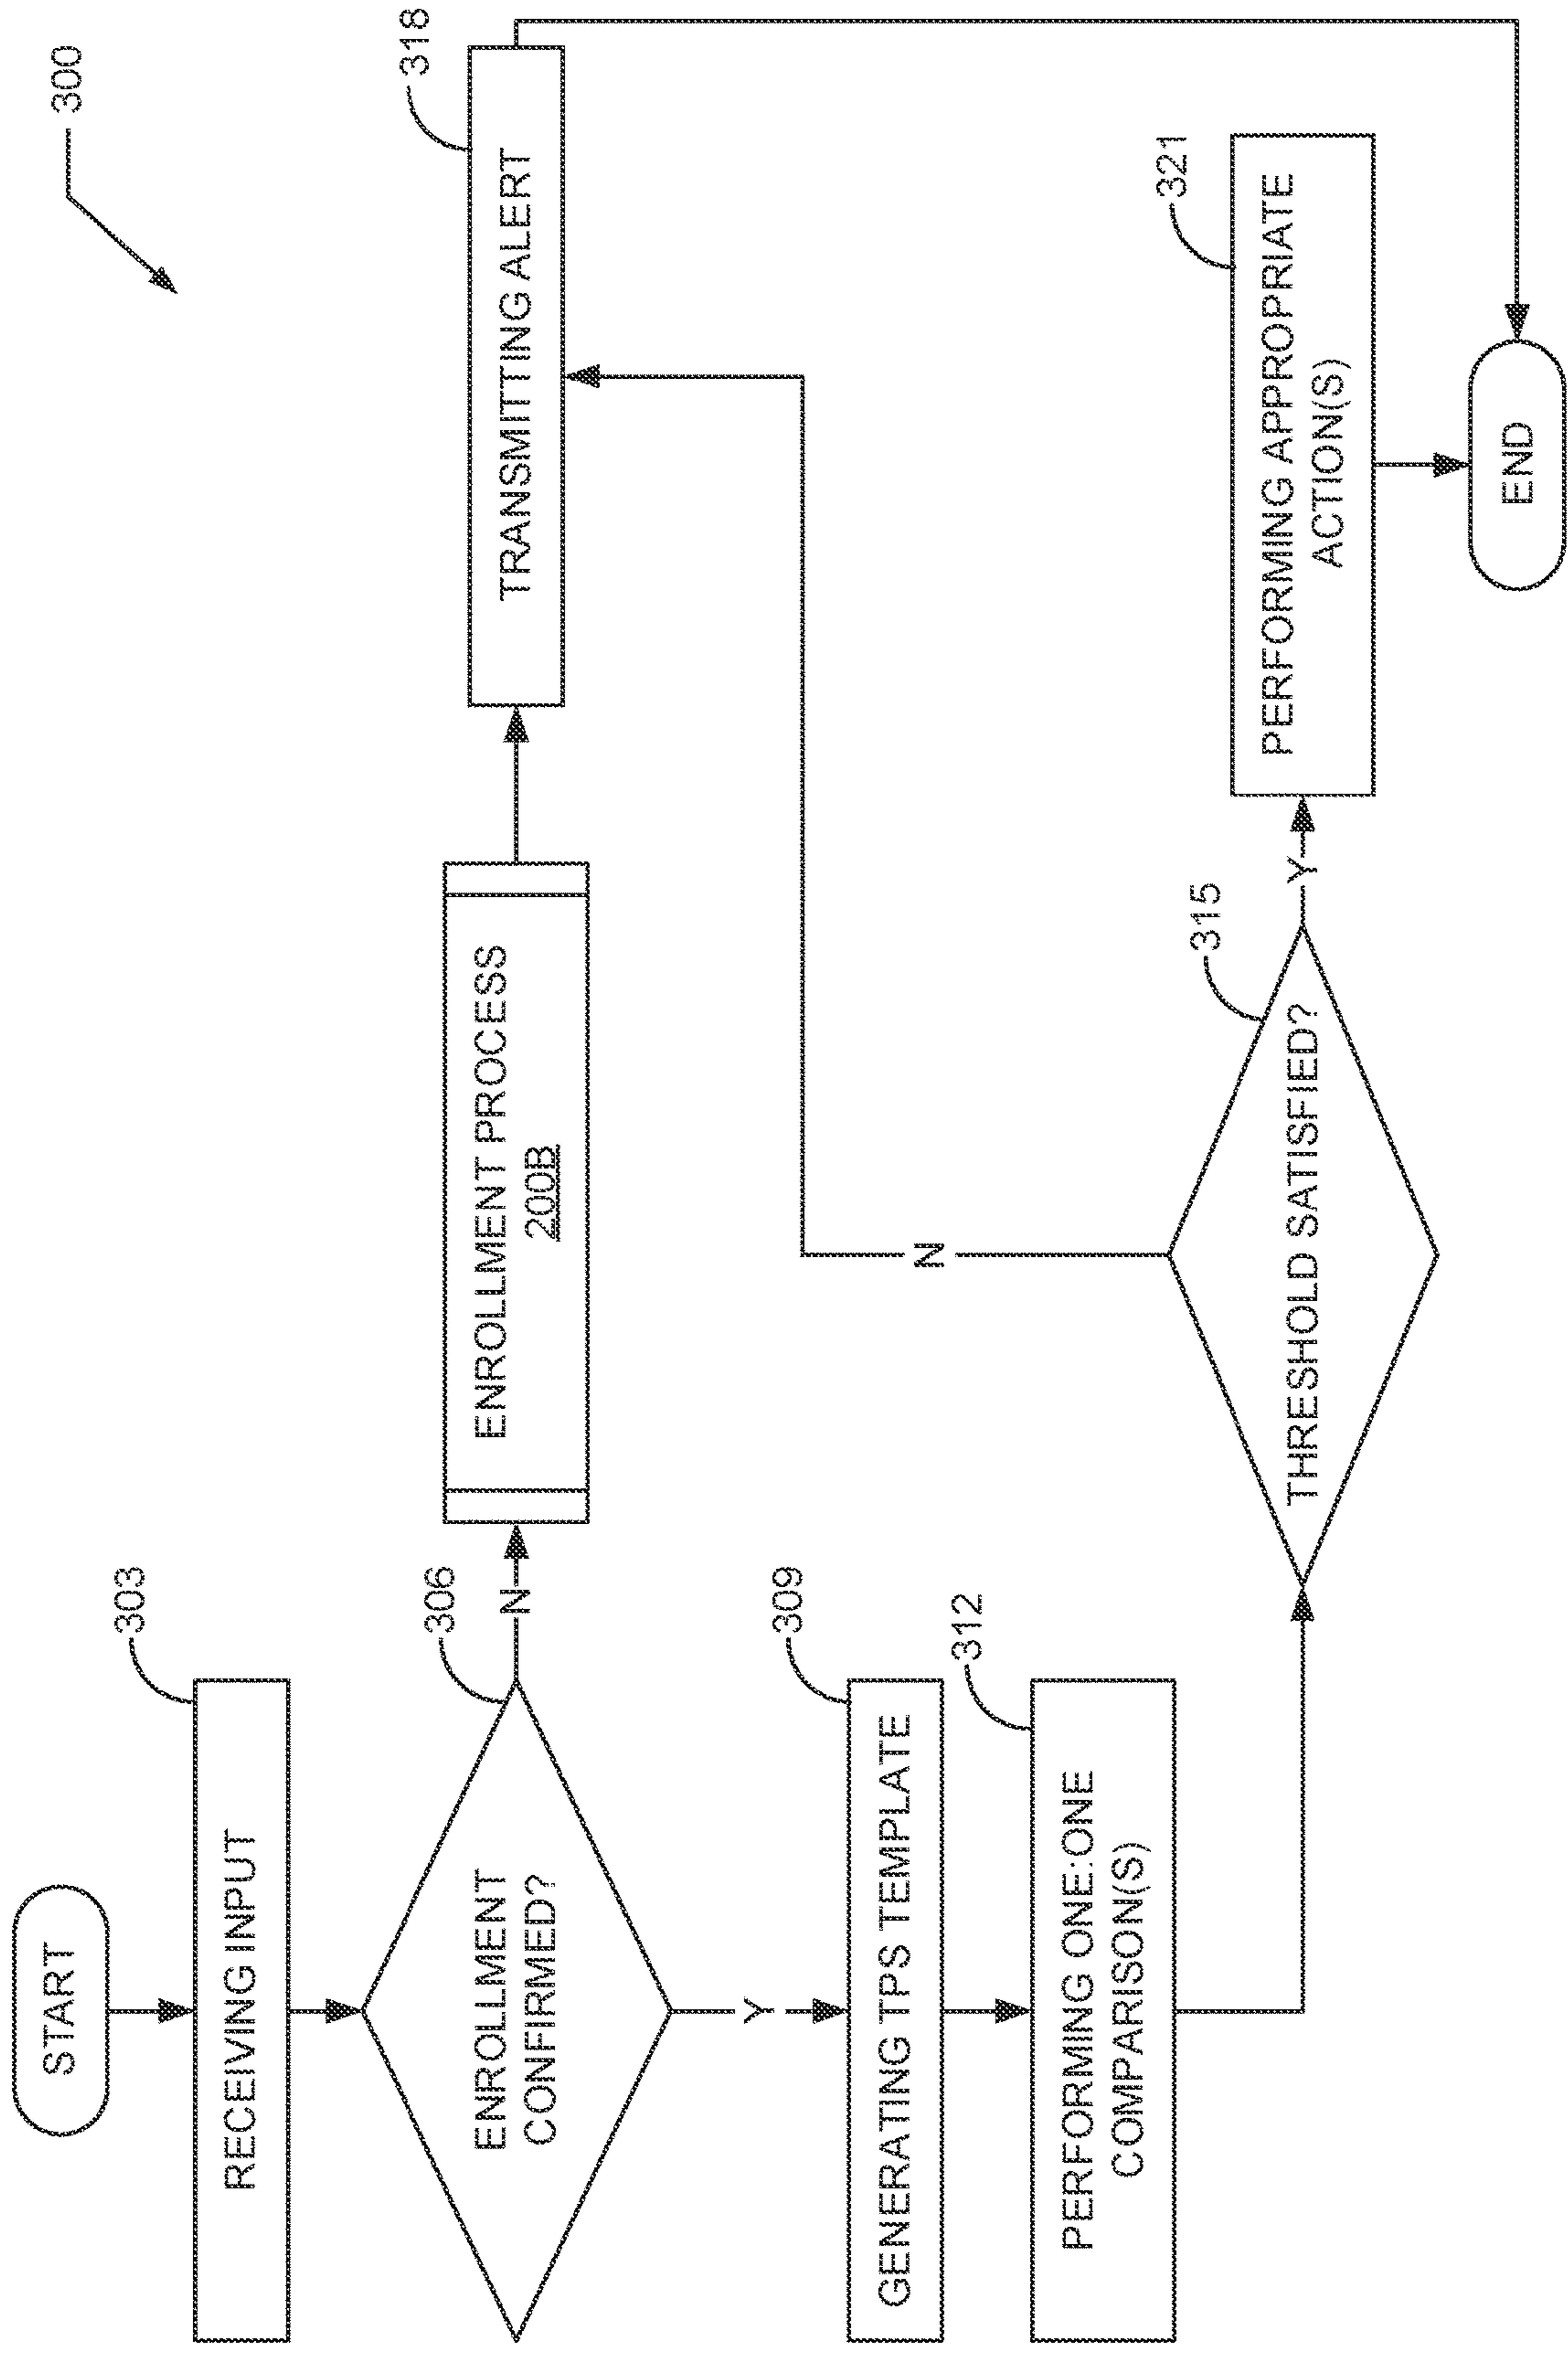 300
START
303
RECEIVING INPUT
306
ENROLLMENT
CONFIRMED?
N
ENROLLMENT PROCESS
200B
318
TRANSMITTING ALERT
Y
309
GENERATING TPS TEMPLATE
312
PERFORMING ONE:ONE
COMPARISON(S)
315
THRESHOLD SATISFIED?
N
Y
321
PERFORMING APPROPRIATE
ACTION(S)
END